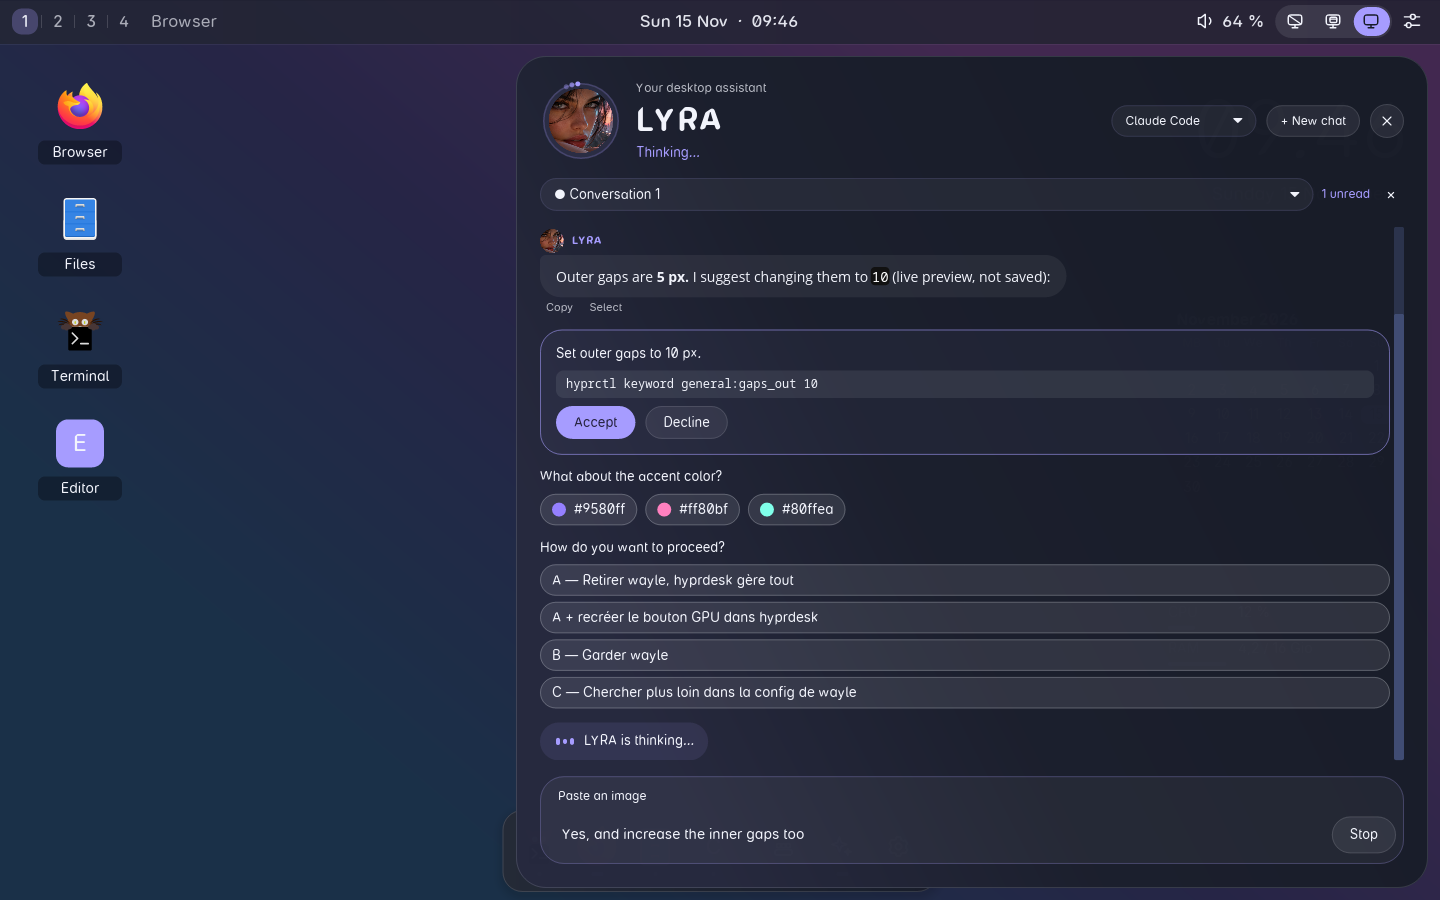 1 2 3 4 Browser
Sun 15 Nov · 09:46
64 %
Browser
Files
Terminal
E
Editor
Your desktop assistant
LYRA
Thinking...
Claude Code
+ New chat
Conversation 1
1 unread
LYRA
Outer gaps are 5 px. I suggest changing them to 10 (live preview, not saved):
Copy Select
Set outer gaps to 10 px.
hyprctl keyword general:gaps_out 10
Accept Decline
What about the accent color?
#9580ff #ff80bf #80ffea
How do you want to proceed?
A — Retirer wayle, hyprdesk gère tout
A + recréer le bouton GPU dans hyprdesk
B — Garder wayle
C — Chercher plus loin dans la config de wayle
LYRA is thinking...
Paste an image
Yes, and increase the inner gaps too
Stop